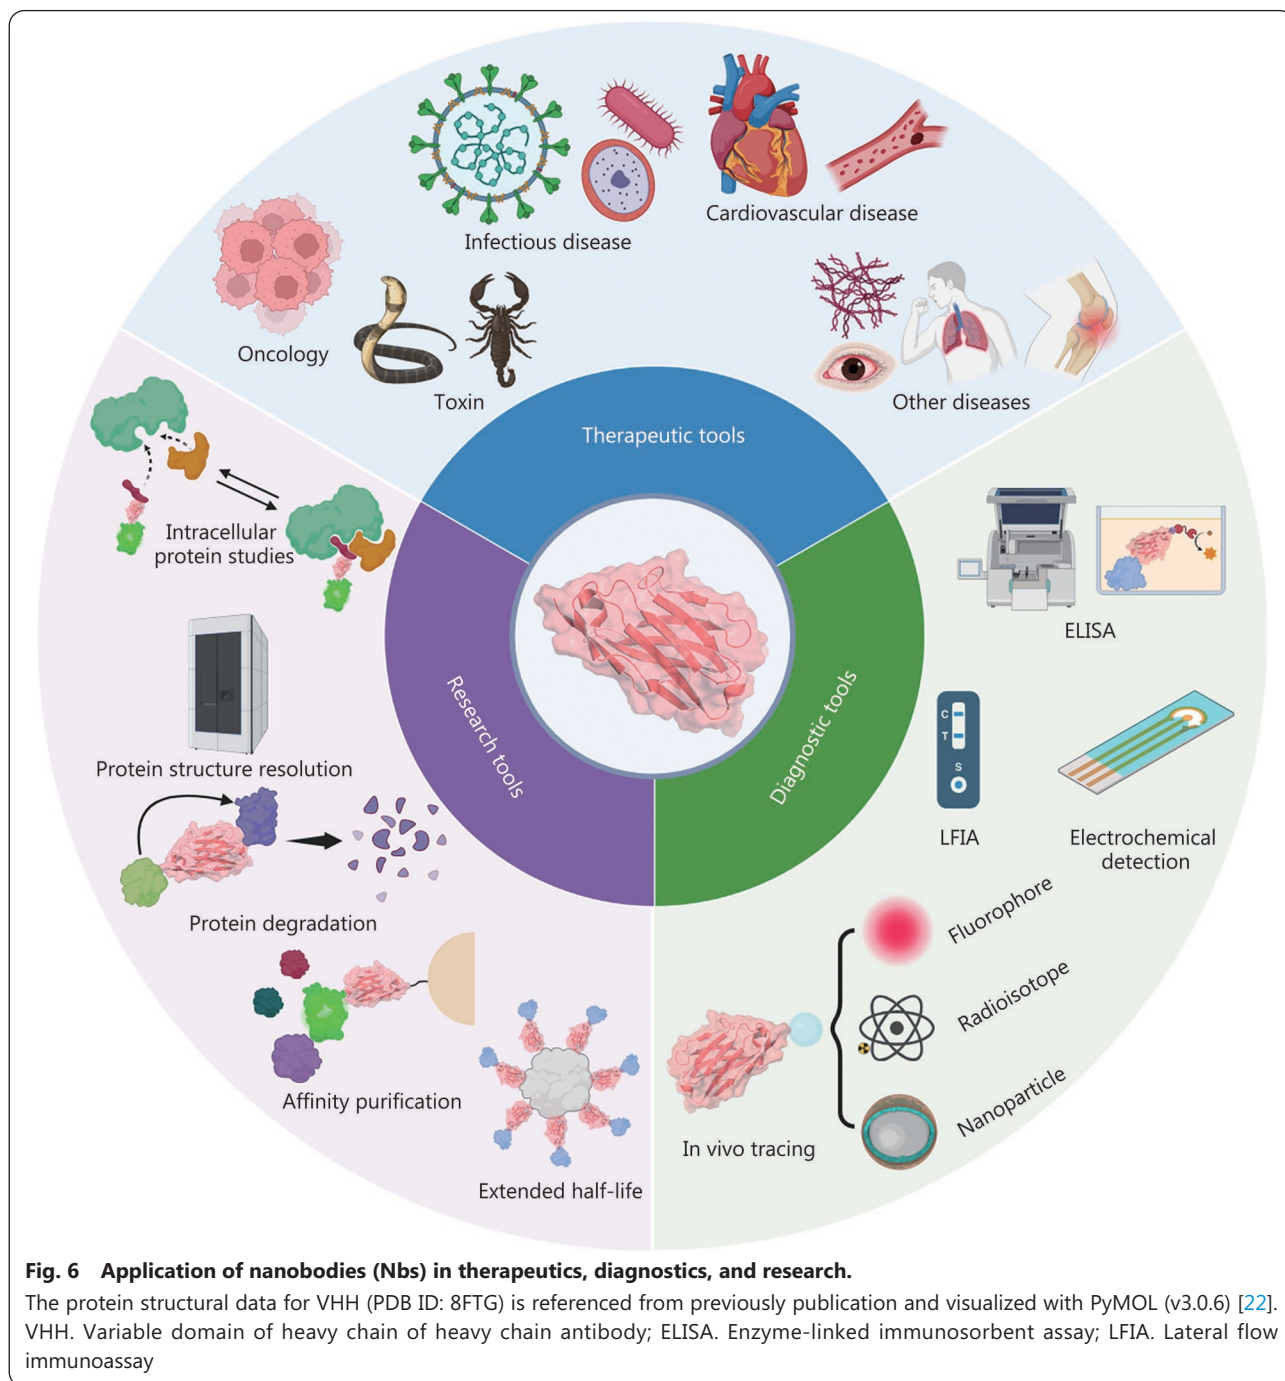 Infectious disease
Cardiovascular disease
Oncology
Toxin
Other diseases
Therapeutic tools
Intracellular
protein studies
Protein structure resolution
Protein degradation
Affinity purification
Extended half-life
Research tools
Diagnostic tools
ELISA
C
T
S
LFIA
Electrochemical
detection
Fluorophore
Radioisotope
Nanoparticle
In vivo tracing
Fig. 6 Application of nanobodies (Nbs) in therapeutics, diagnostics, and research.
The protein structural data for VHH (PDB ID: 8FTG) is referenced from previously publication and visualized with PyMOL (v3.0.6) [22].
VHH. Variable domain of heavy chain of heavy chain antibody; ELISA. Enzyme-linked immunosorbent assay; LFIA. Lateral flow
immunoassay